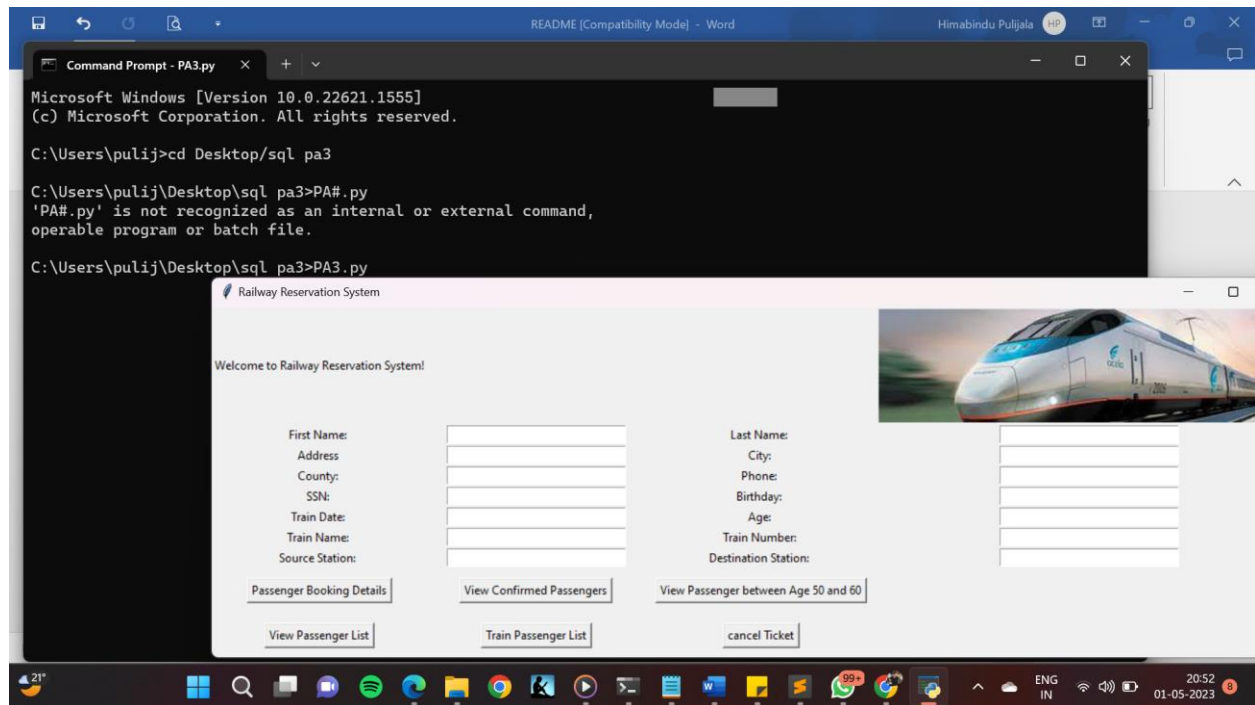 README [Compatibility Mode] - Word
Himabindu Pulijala
HP
Command Prompt - PA3.py
Microsoft Windows [Version 10.0.22621.1555]
(c) Microsoft Corporation. All rights reserved.
C:\Users\pulij>cd Desktop/sql pa3
C:\Users\pulij\Desktop\sql pa3>PA#.py
'PA#.py' is not recognized as an internal or external command,
operable program or batch file.
C:\Users\pulij\Desktop\sql pa3>PA3.py
Railway Reservation System
Welcome to Railway Reservation System!
acela
First Name: Last Name:
Address City:
County: Phone:
SSN: Birthday:
Train Date: Age:
Train Name: Train Number:
Source Station: Destination Station:
Passenger Booking Details View Confirmed Passengers View Passenger between Age 50 and 60
View Passenger List Train Passenger List cancel Ticket
21°
99+
ENG
IN
20:52
01-05-2023
8